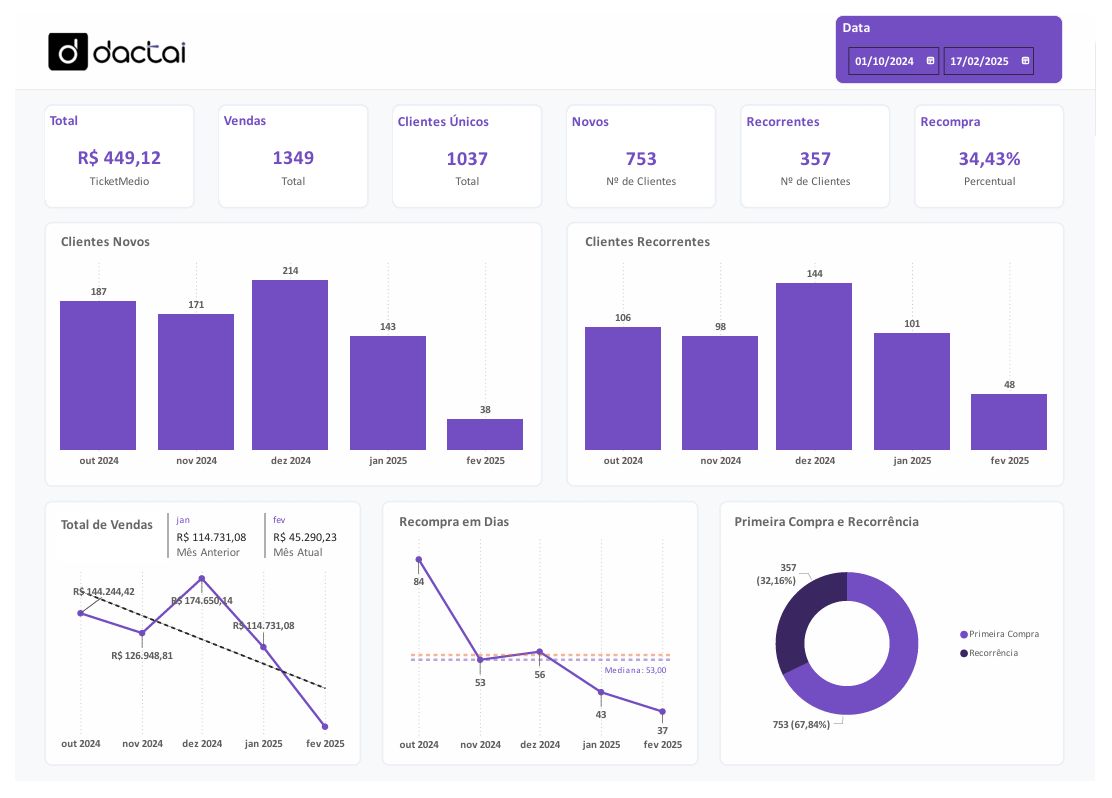 d dactai
Data
01/10/2024 17/02/2025
Total
R$ 449,12
TicketMedio
Vendas
1349
Total
Clientes Únicos
1037
Total
Novos
753
Nº de Clientes
Recorrentes
357
Nº de Clientes
Recompra
34,43%
Percentual
Clientes Novos
187
171
214
143
38
out 2024
nov 2024
dez 2024
jan 2025
fev 2025
Clientes Recorrentes
106
98
144
101
48
out 2024
nov 2024
dez 2024
jan 2025
fev 2025
Total de Vendas
jan
R$ 114.731,08
Mês Anterior
fev
R$ 45.290,23
Mês Atual
R$ 144.244,42
R$ 126.948,81
R$ 174.650,14
R$ 114.731,08
out 2024
nov 2024
dez 2024
jan 2025
fev 2025
Recompra em Dias
84
53
56
43
37
Mediana: 53,00
out 2024
nov 2024
dez 2024
jan 2025
fev 2025
Primeira Compra e Recorrência
357
(32,16%)
753 (67,84%)
Primeira Compra
Recorrência